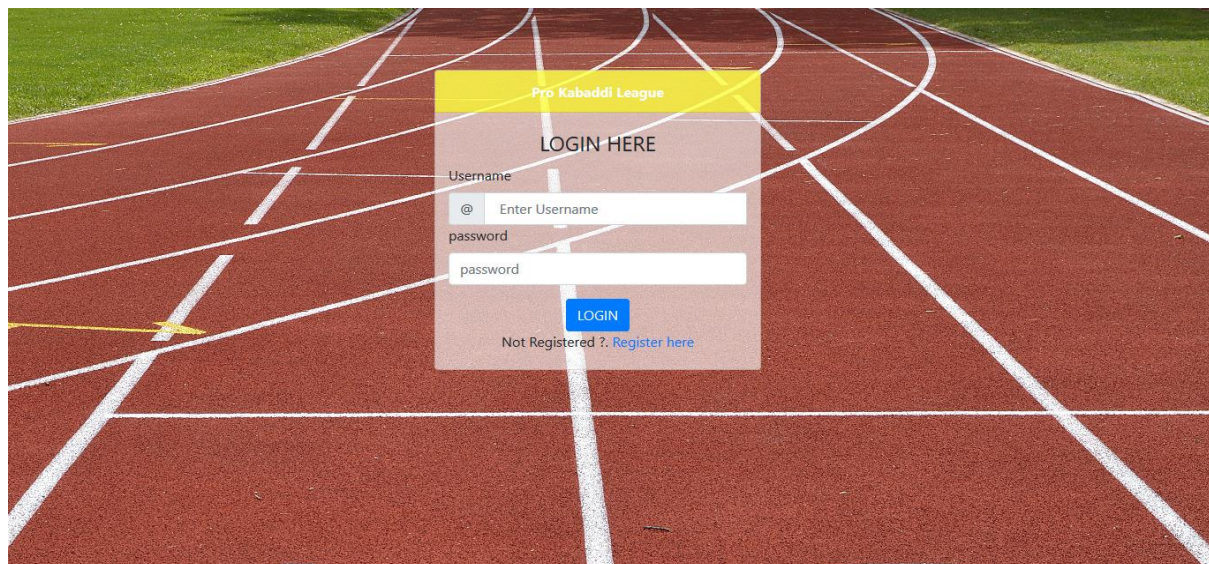 Pro Kabaddi League
LOGIN HERE
Username
@ Enter Username
password
password
LOGIN
Not Registered ?. Register here